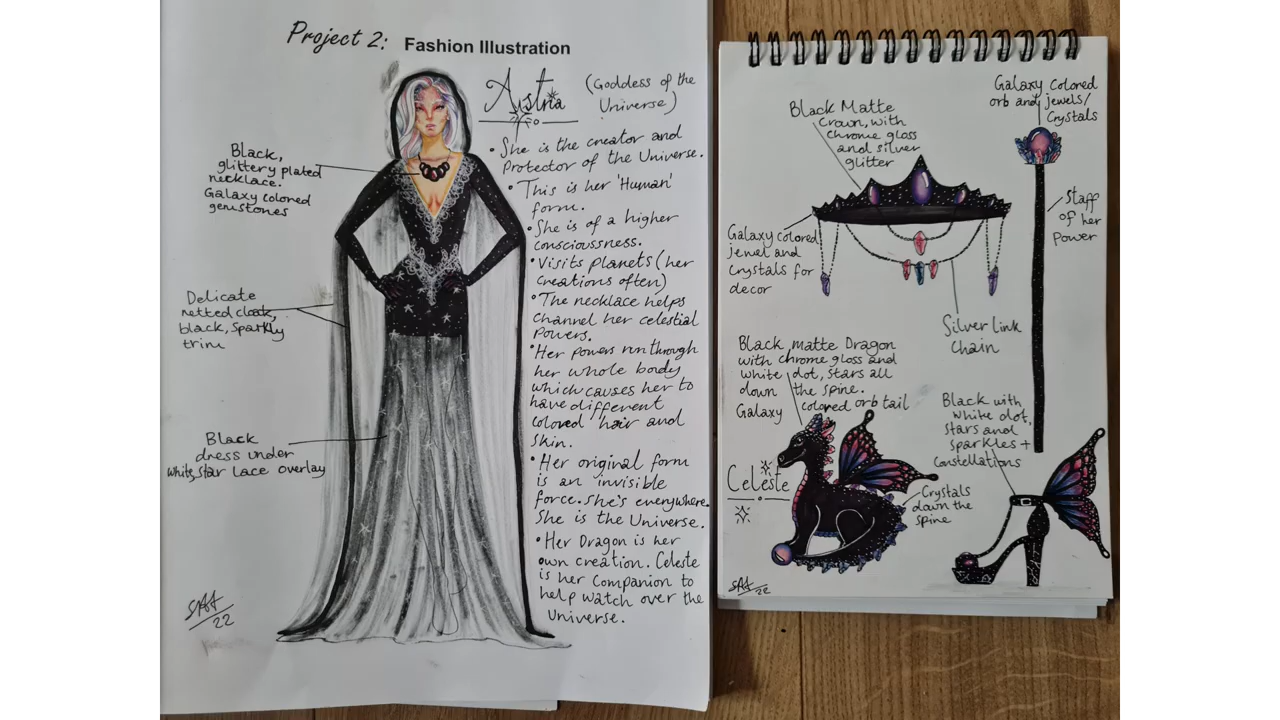 Project 2: Fashion Illustration
Austria
(Goddess of the
Universe)
• She is the creator and
Protector of the Universe.
• This is her 'Human'
form.
• She is of a higher
consciousness.
• Visits planets (her
Creations often)
• The necklace helps
Channel her celestial
Powers.
• Her powers run through
her whole body
which causes her to
have different
colored hair and
Skin.
• Her original form
is an invisible
force. She's everywhere.
She is the Universe.
• Her Dragon is her
own creation. Celeste
is her Companion to
help watch over the
Universe.
Black,
glittery plated
necklace.
Galaxy colored
gemstones
Delicate
netted cloak,
black, sparkly
trim
Black
dress under
white star lace overlay
22
Black Matte
Crown, with
chrome gloss
and silver
glitter
Galaxy colored
orb and jewels/
Crystals
Staff
of her
Power
Galaxy colored
jewel and
Crystals for
decor
Silver link
Chain
Black matte Dragon
with chrome gloss and
white dot, stars all
down the spine.
Galaxy colored orb tail
Celeste
Crystals
down the
spine
Black with
white dot,
stars and
sparkles +
Constellations
22